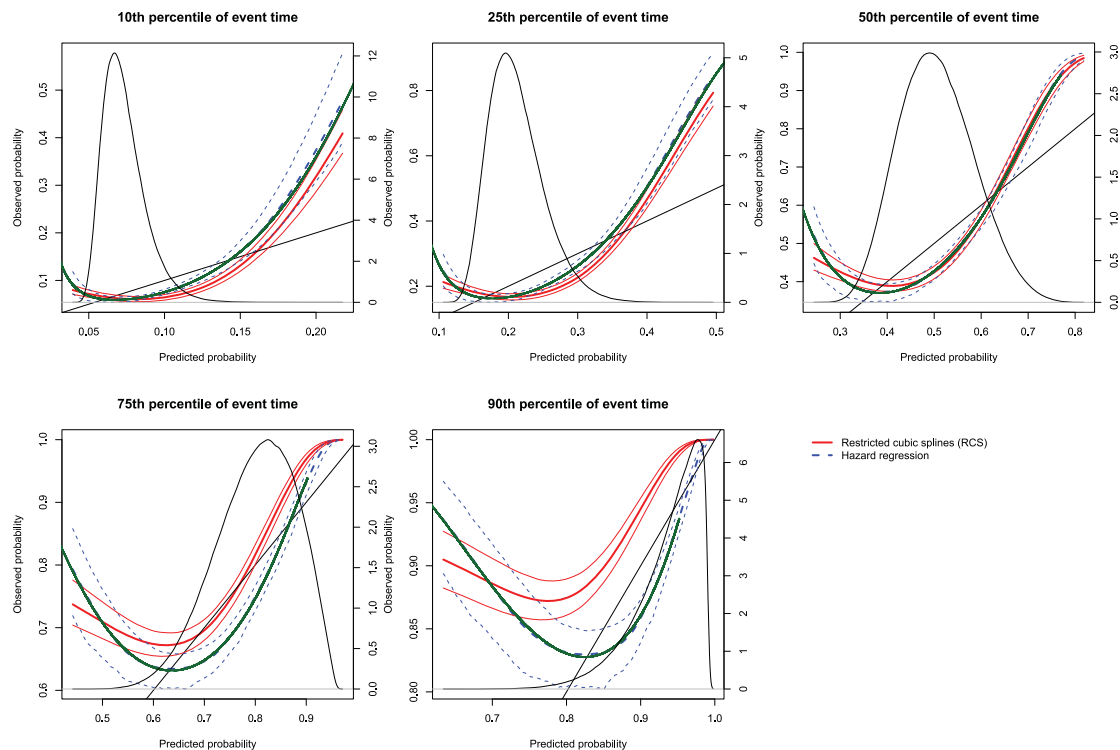 10th percentile of event time
25th percentile of event time
50th percentile of event time
Observed probability
0.1 0.2 0.3 0.4 0.5
0 2 4 6 8 10 12
0.05 0.10 0.15 0.20
Predicted probability
Observed probability
0.2 0.4 0.6 0.8
0 1 2 3 4 5
0.1 0.2 0.3 0.4 0.5
Predicted probability
Observed probability
0.4 0.5 0.6 0.7 0.8 0.9 1.0
0.0 0.5 1.0 1.5 2.0 2.5 3.0
0.3 0.4 0.5 0.6 0.7 0.8
Predicted probability
75th percentile of event time
90th percentile of event time
Observed probability
0.6 0.7 0.8 0.9 1.0
0.0 0.5 1.0 1.5 2.0 2.5 3.0
0.5 0.6 0.7 0.8 0.9
Predicted probability
Observed probability
0.80 0.85 0.90 0.95 1.00
0 1 2 3 4 5 6
0.7 0.8 0.9 1.0
Predicted probability
Restricted cubic splines (RCS)
Hazard regression